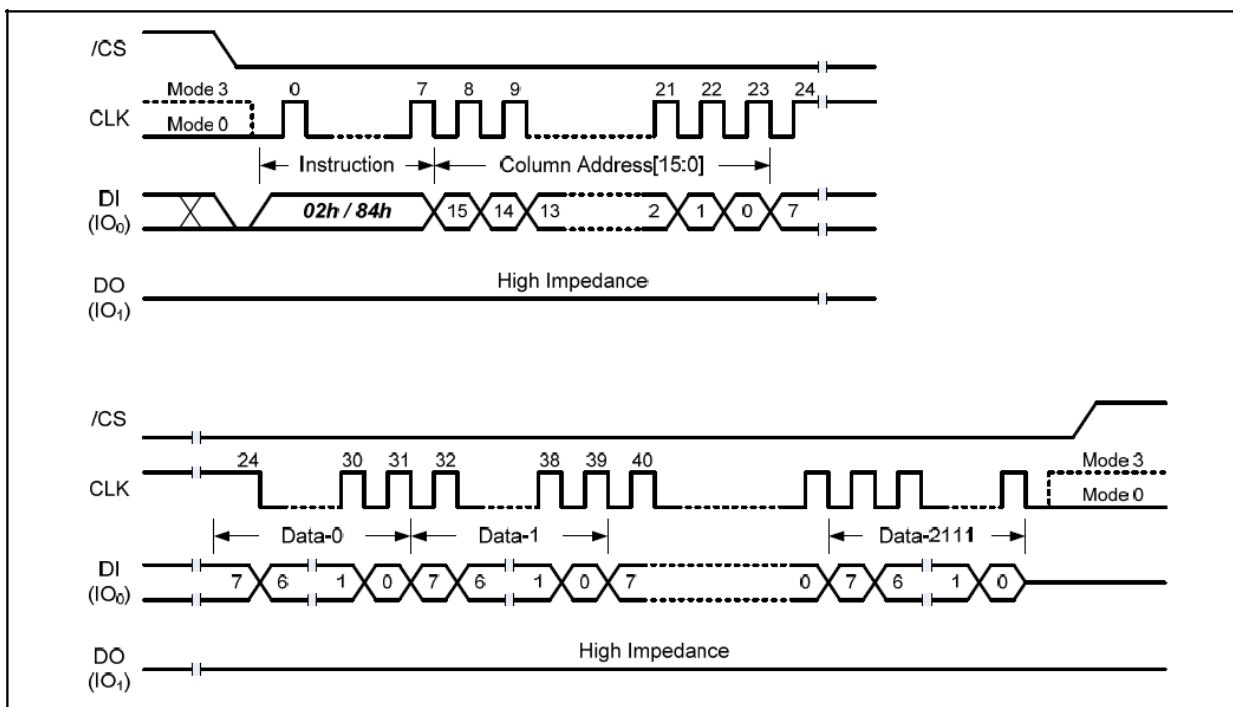 /CS
Mode 3 0 7 8 9 21 22 23 24
CLK
Mode 0
Instruction Column Address[15:0]
DI
(IO0) 02h / 84h 15 14 13 2 1 0 7
High Impedance
DO
(IO1)
/CS
24 30 31 32 38 39 40 Mode 3
CLK
Mode 0
Data-0 Data-1 Data-2111
DI
(IO0) 7 6 1 0 7 6 1 0 7 0 7 6 1 0
High Impedance
DO
(IO1)